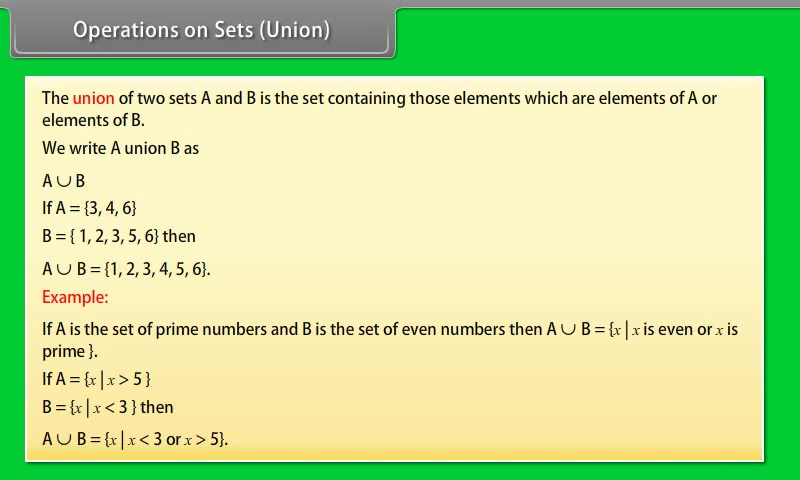 Operations on Sets (Union)
The union of two sets A and B is the set containing those elements which are elements of A or
elements of B.
We write A union B as
A ∪ B
If A = {3, 4, 6}
B = { 1, 2, 3, 5, 6} then
A ∪ B = {1, 2, 3, 4, 5, 6}.
Example:
If A is the set of prime numbers and B is the set of even numbers then A ∪ B = {x | x is even or x is
prime }.
If A = {x | x > 5 }
B = {x | x < 3 } then
A ∪ B = {x | x < 3 or x > 5}.